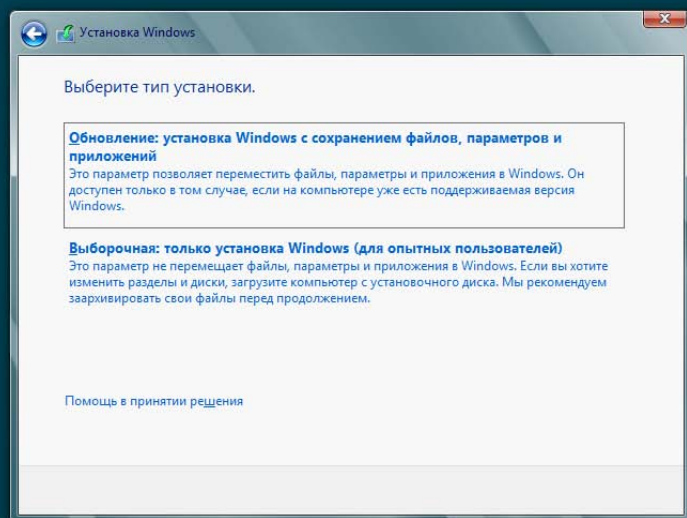 Установка Windows
Выберите тип установки.
Обновление: установка Windows с сохранением файлов, параметров и
приложений
Это параметр позволяет переместить файлы, параметры и приложения в Windows. Он
доступен только в том случае, если на компьютере уже есть поддерживаемая версия
Windows.
Выборочная: только установка Windows (для опытных пользователей)
Это параметр не перемещает файлы, параметры и приложения в Windows. Если вы хотите
изменить разделы и диски, загрузите компьютер с установочного диска. Мы рекомендуем
заархивировать свои файлы перед продолжением.
Помощь в принятии решения